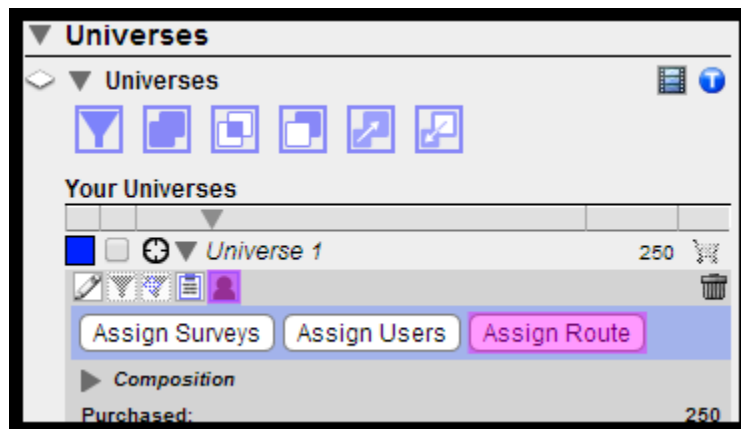 Universes
Universes
T
Your Universes
Universe 1 250
Assign Surveys Assign Users Assign Route
Composition
Purchased: 250